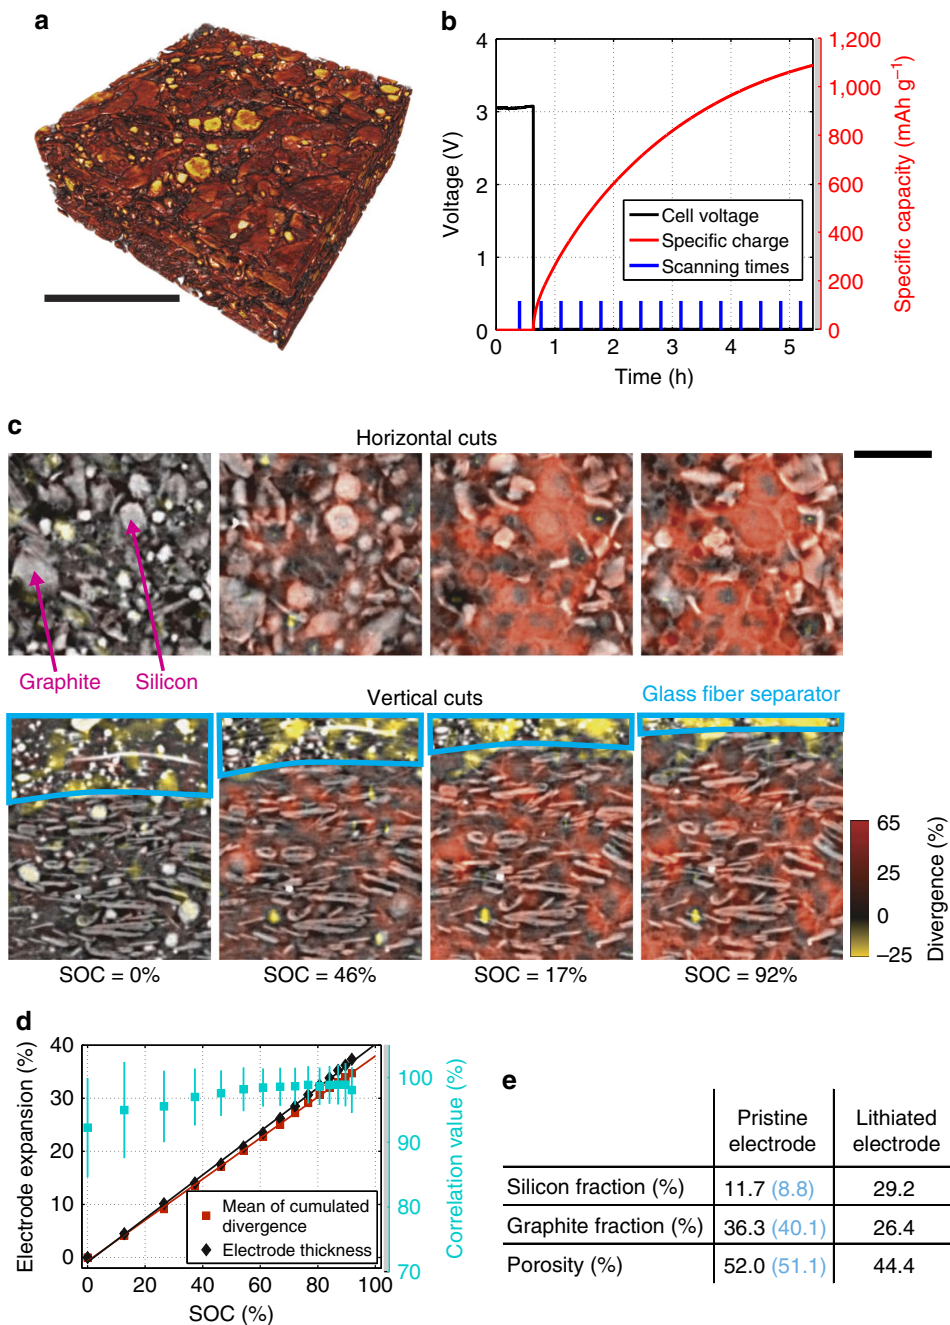 a
b
4
3
2
1
0
Voltage (V)
0
1
2
3
4
5
Time (h)
1,200
1,000
800
600
400
200
0
Specific capacity (mAh g⁻¹)
Cell voltage
Specific charge
Scanning times
c
Horizontal cuts
Graphite
Silicon
Vertical cuts
Glass fiber separator
65
25
0
−25
Divergence (%)
SOC = 0%
SOC = 46%
SOC = 17%
SOC = 92%
d
40
30
20
10
0
Electrode expansion (%)
0
20
40
60
80
100
SOC (%)
100
90
80
70
Correlation value (%)
Mean of cumulated
divergence
Electrode thickness
e
Pristine electrode
Lithiated electrode
Silicon fraction (%) 11.7 (8.8) 29.2
Graphite fraction (%) 36.3 (40.1) 26.4
Porosity (%) 52.0 (51.1) 44.4